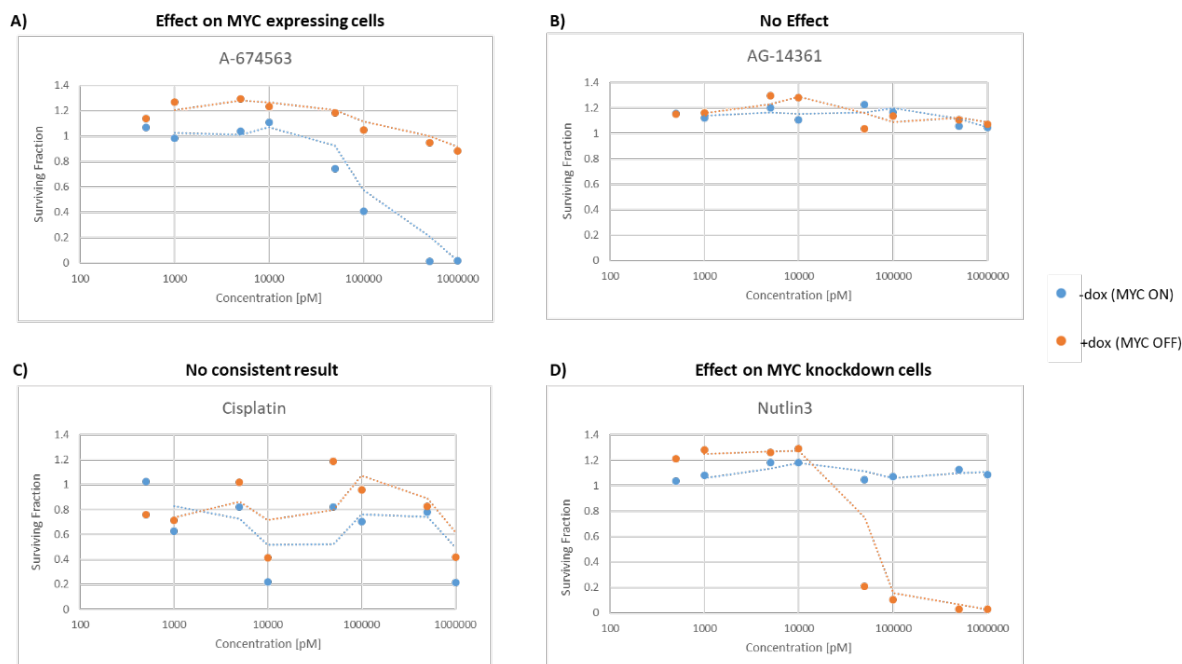 A) Effect on MYC expressing cells
A-674563
1.4
1.2
1
0.8
0.6
0.4
0.2
0
Surviving Fraction
100 1000 10000 100000 1000000
Concentration [pM]
B) No Effect
AG-14361
1.4
1.2
1
0.8
0.6
0.4
0.2
0
Surviving Fraction
100 1000 10000 100000 1000000
Concentration [pM]
-dox (MYC ON)
+dox (MYC OFF)
C) No consistent result
Cisplatin
1.4
1.2
1
0.8
0.6
0.4
0.2
0
Surviving Fraction
100 1000 10000 100000 1000000
Concentration [pM]
D) Effect on MYC knockdown cells
Nutlin3
1.4
1.2
1
0.8
0.6
0.4
0.2
0
Surviving Fraction
100 1000 10000 100000 1000000
Concentration [pM]